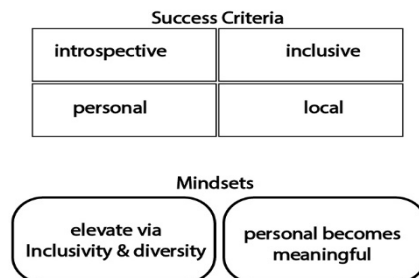 Success Criteria
introspective inclusive
personal local
Mindsets
elevate via
Inclusivity & diversity
personal becomes
meaningful